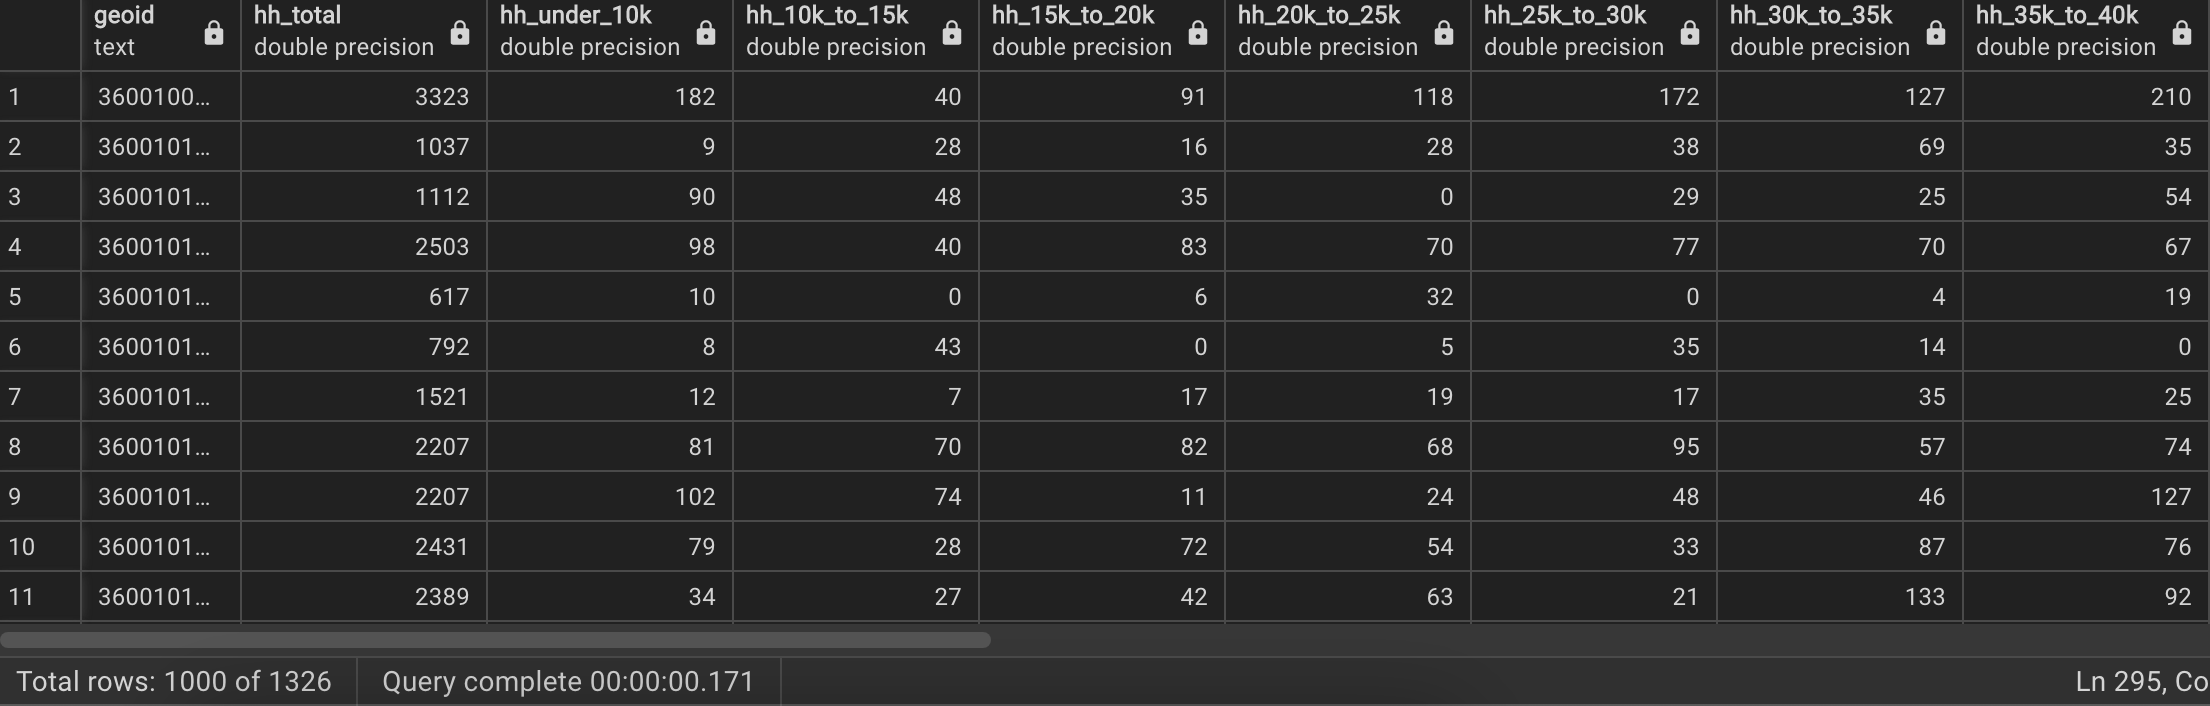 geoid hh_total hh_under_10k hh_10k_to_15k hh_15k_to_20k hh_20k_to_25k hh_25k_to_30k hh_30k_to_35k hh_35k_to_40k
text double precision double precision double precision double precision double precision double precision double precision double precision
1 3600100... 3323 182 40 91 118 172 127 210
2 3600101... 1037 9 28 16 28 38 69 35
3 3600101... 1112 90 48 35 0 29 25 54
4 3600101... 2503 98 40 83 70 77 70 67
5 3600101... 617 10 0 6 32 0 4 19
6 3600101... 792 8 43 0 5 35 14 0
7 3600101... 1521 12 7 17 19 17 35 25
8 3600101... 2207 81 70 82 68 95 57 74
9 3600101... 2207 102 74 11 24 48 46 127
10 3600101... 2431 79 28 72 54 33 87 76
11 3600101... 2389 34 27 42 63 21 133 92
Total rows: 1000 of 1326 Query complete 00:00:00.171 Ln 295, Co